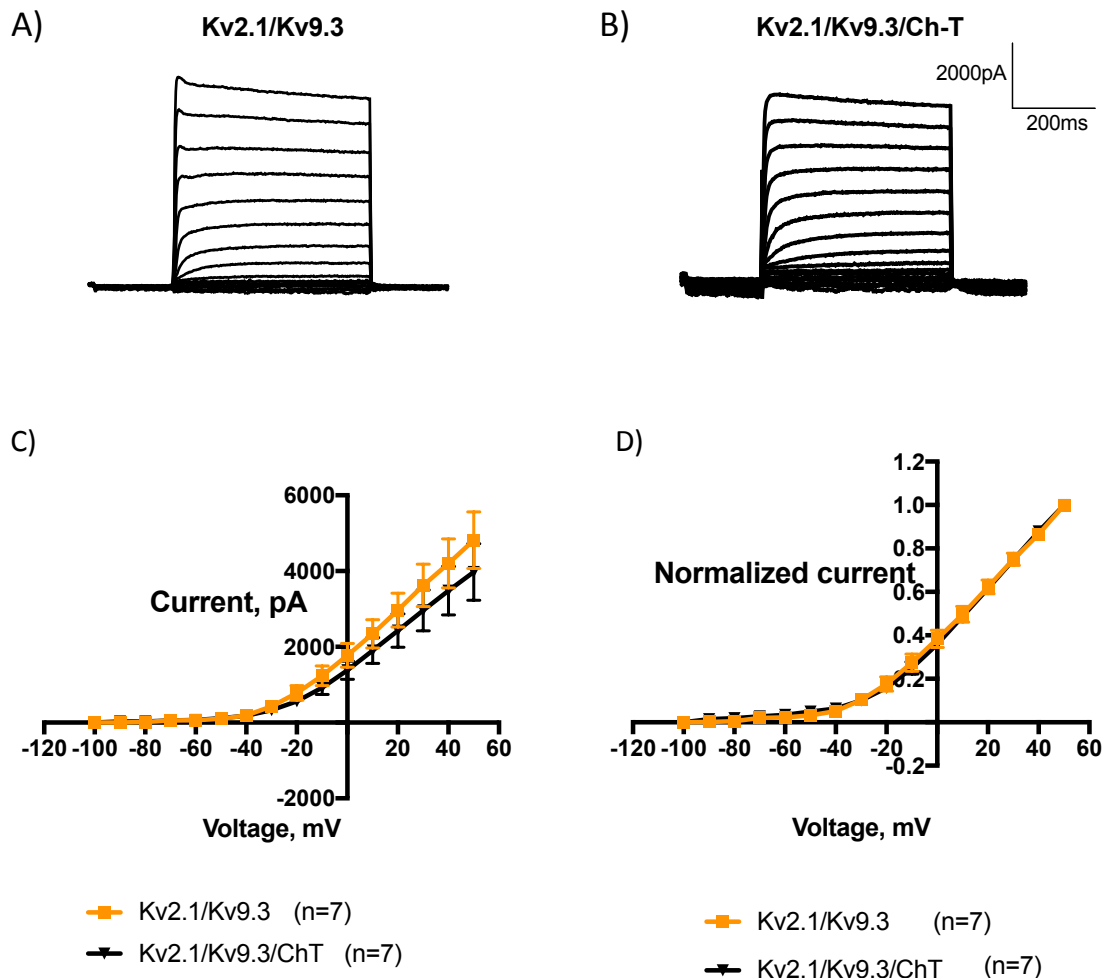 A)
Kv2.1/Kv9.3
B)
Kv2.1/Kv9.3/Ch-T
2000pA
200ms
C)
6000
4000
2000
-2000
Current, pA
-120 -100 -80 -60 -40 -20 20 40 60
Voltage, mV
Kv2.1/Kv9.3 (n=7)
Kv2.1/Kv9.3/ChT (n=7)
D)
1.2
1.0
0.8
0.6
0.4
0.2
-0.2
Normalized current
-120 -100 -80 -60 -40 -20 20 40 60
Voltage, mV
Kv2.1/Kv9.3 (n=7)
Kv2.1/Kv9.3/ChT (n=7)